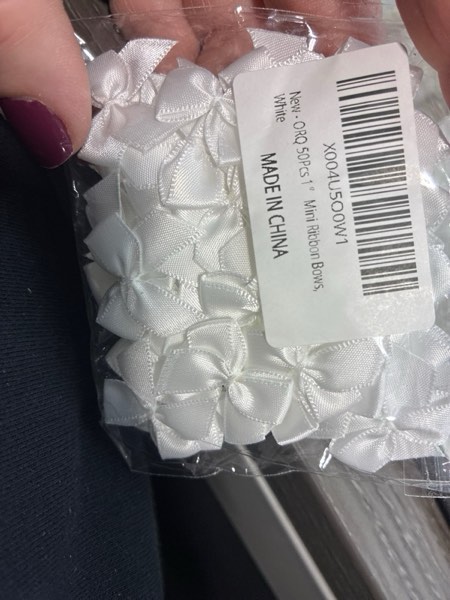 X004U5O0W1
New - ORQ 50Pcs 1" Mini Ribbon Bows,
White
MADE IN CHINA